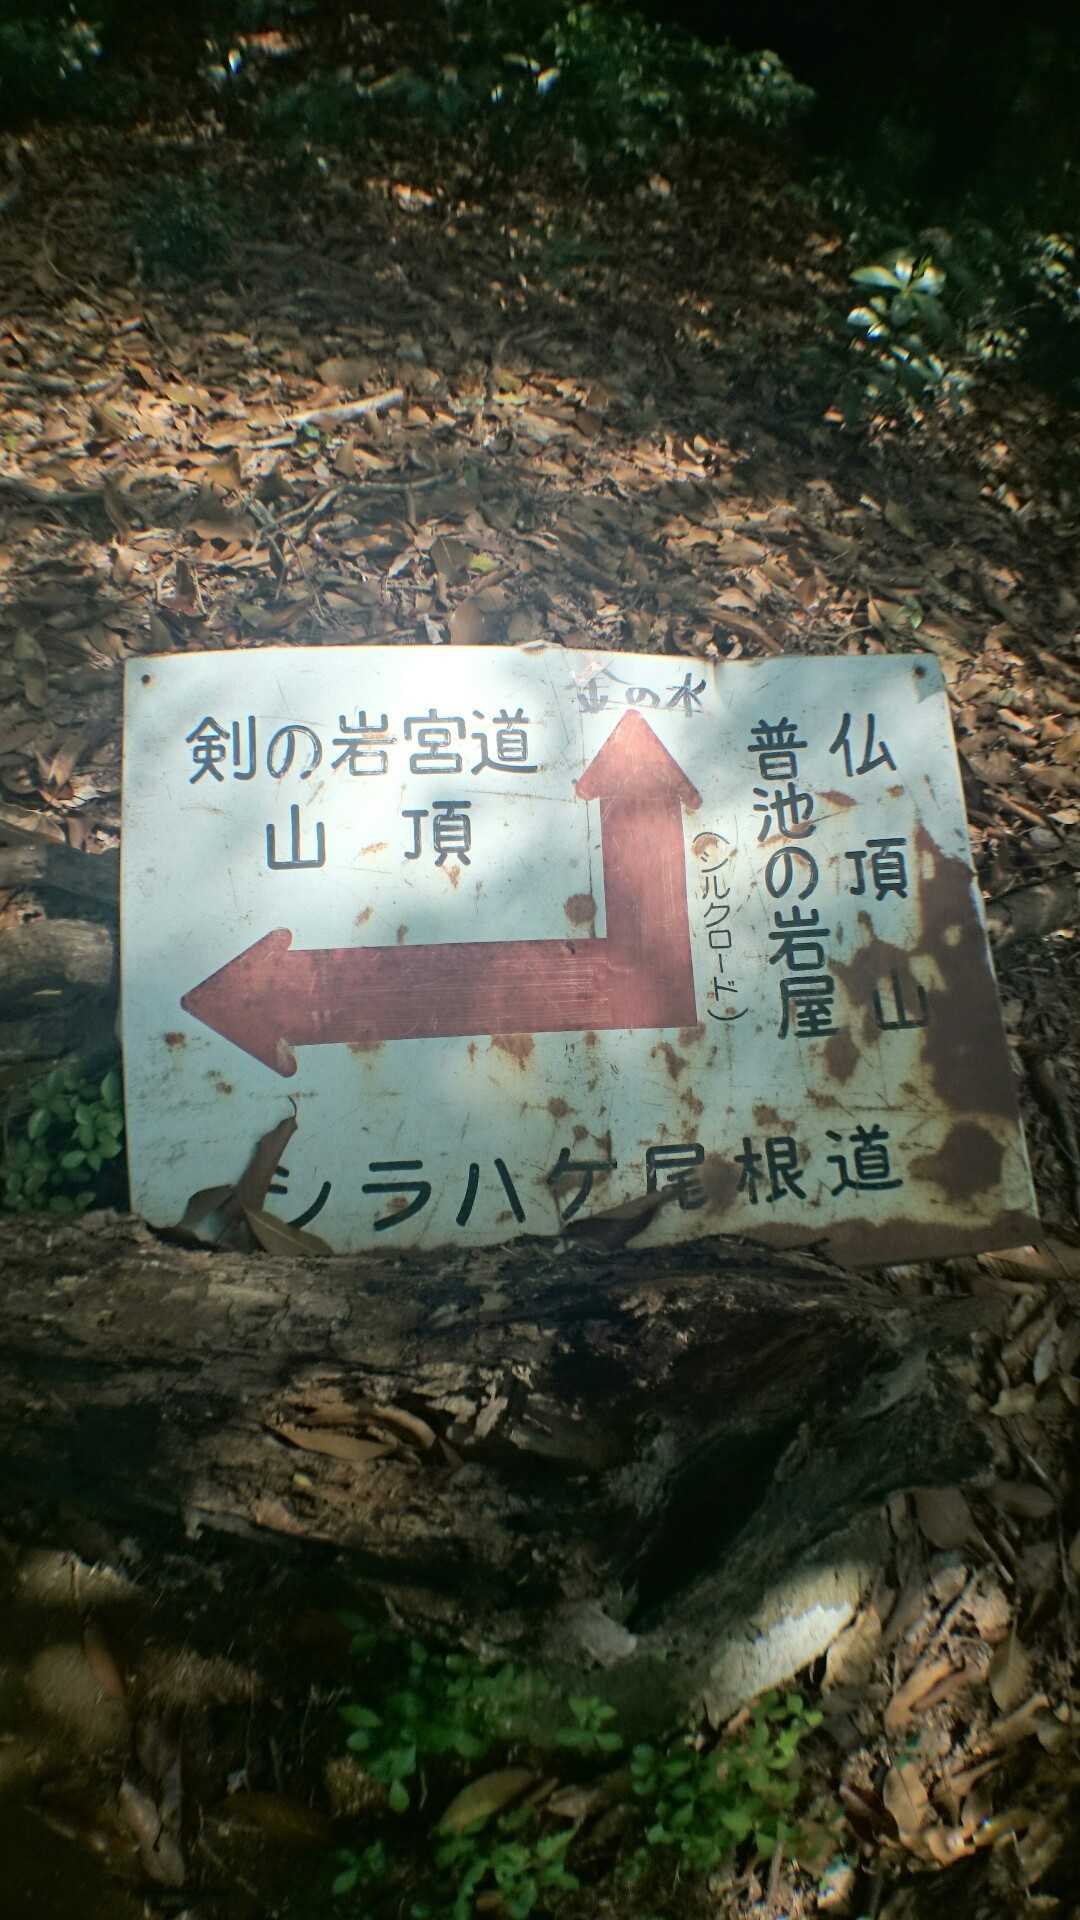 金の水
剣の岩宮道
山頂
仏頂山
普池の岩屋
（シルクロード）
シラハケ尾根道